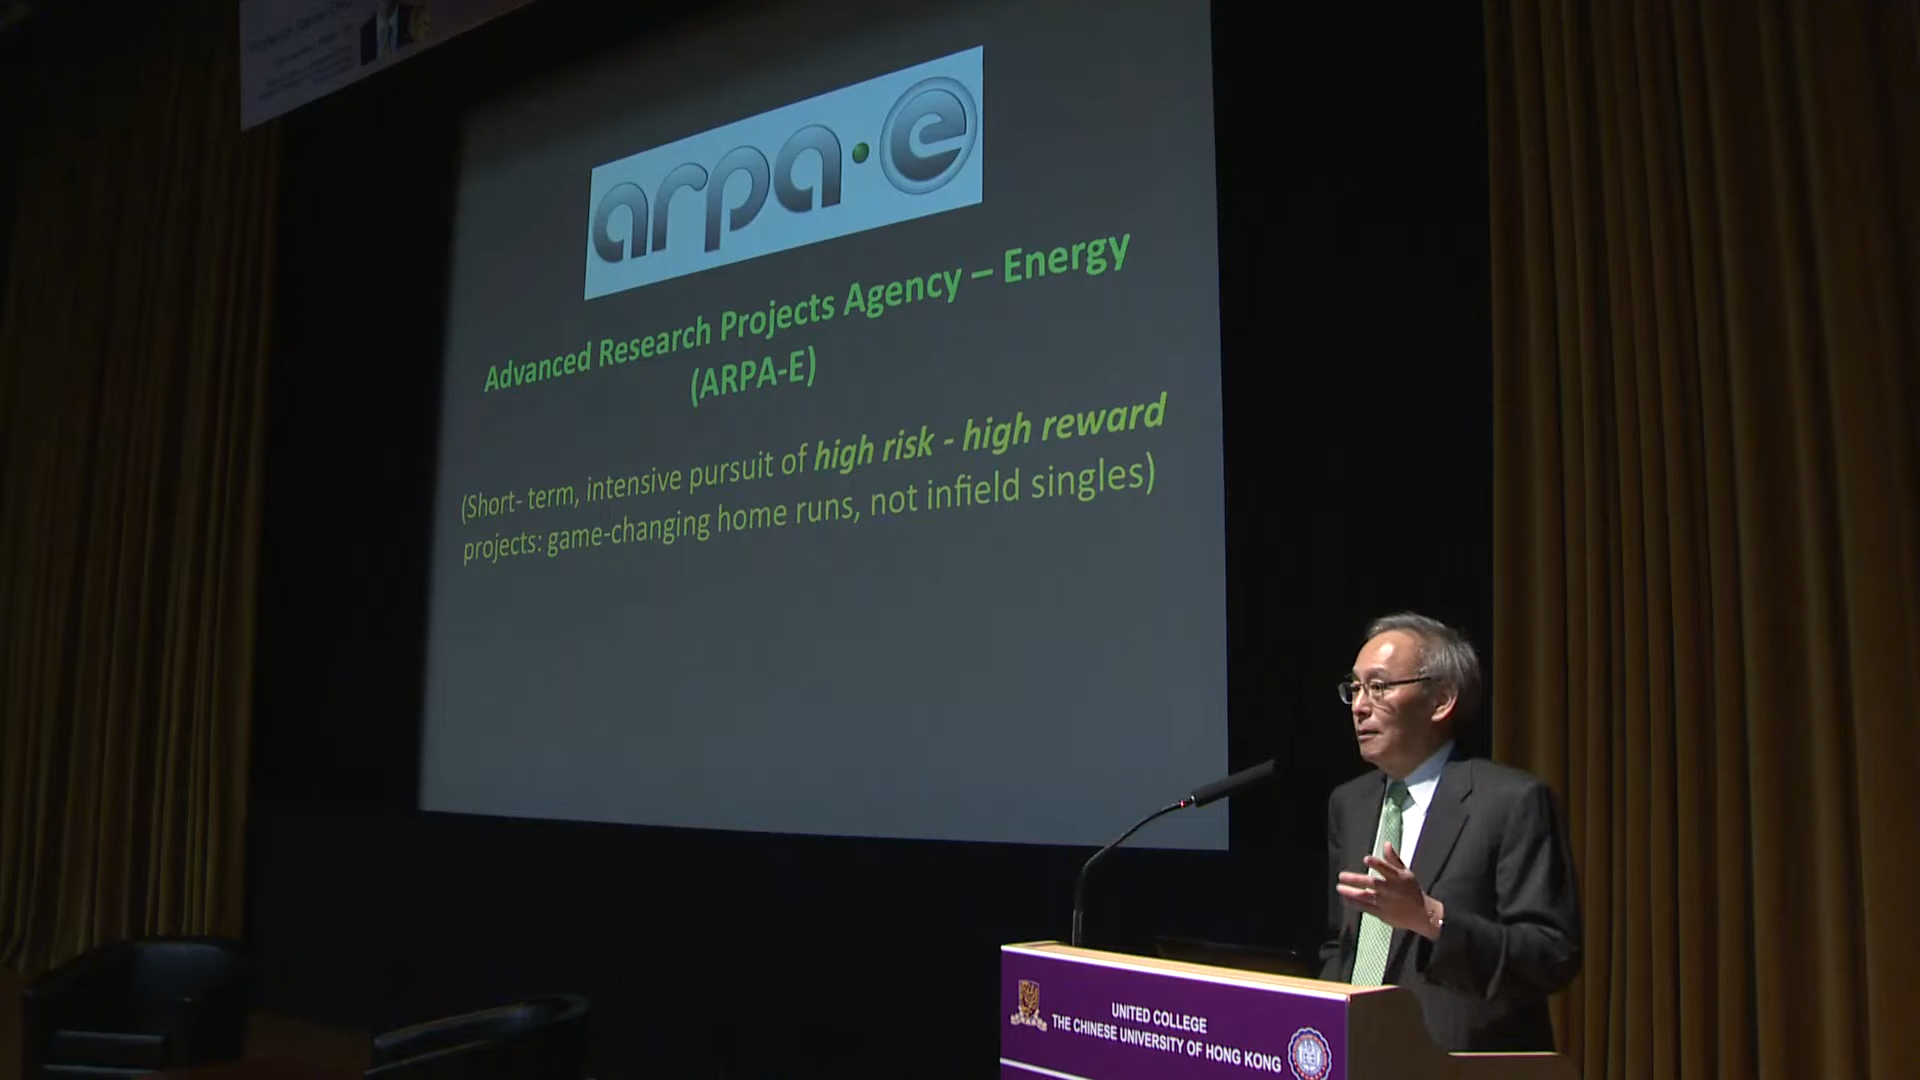 arpa·e
Advanced Research Projects Agency – Energy
(ARPA-E)
(Short- term, intensive pursuit of high risk - high reward
projects: game-changing home runs, not infield singles)
UNITED COLLEGE
THE CHINESE UNIVERSITY OF HONG KONG